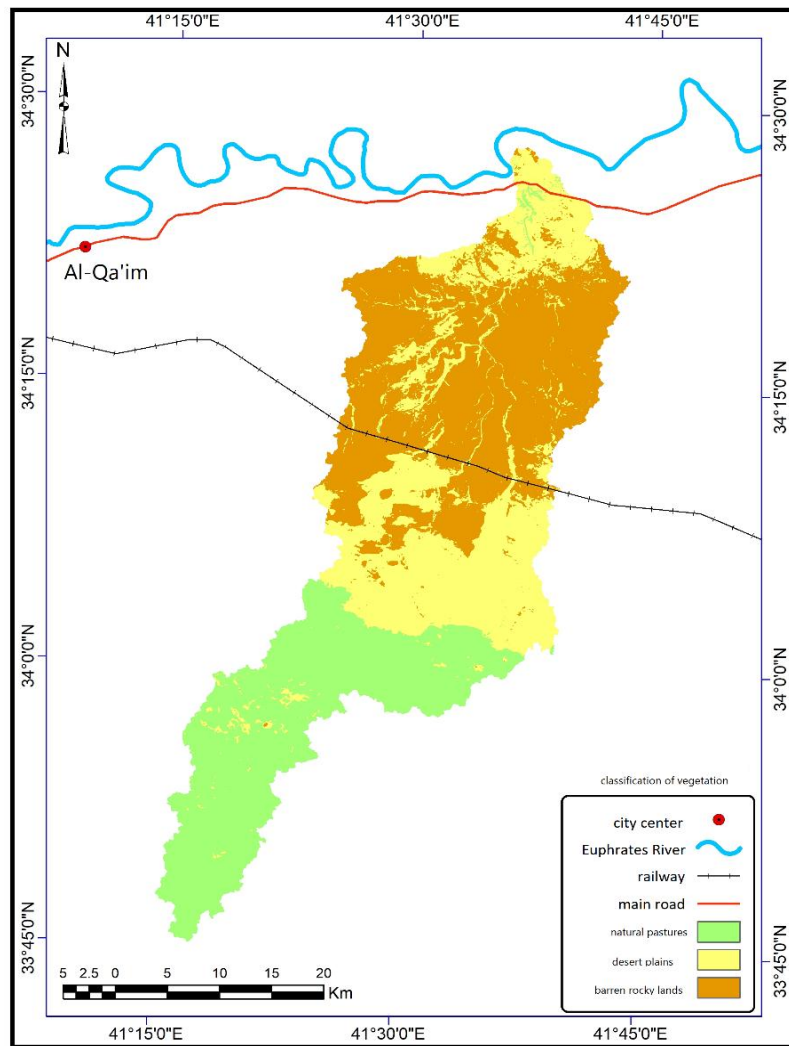 41°15'0"E 41°30'0"E 41°45'0"E
N
34°30'0"N
34°30'0"N
Al-Qa'im
34°15'0"N
34°15'0"N
34°0'0"N
34°0'0"N
classification of vegetation
city center
Euphrates River
railway
main road
natural pastures
desert plains
barren rocky lands
33°45'0"N
33°45'0"N
5 2.5 0 5 10 15 20
Km
41°15'0"E 41°30'0"E 41°45'0"E